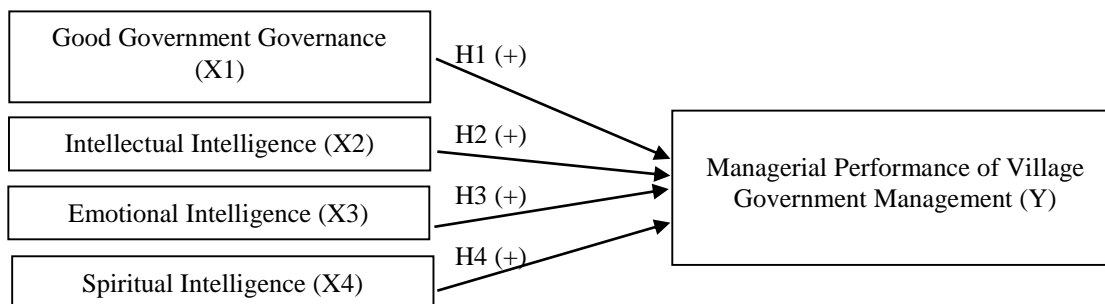 Good Government Governance
(X1)
H1 (+)
Intellectual Intelligence (X2)
H2 (+)
Emotional Intelligence (X3)
H3 (+)
Spiritual Intelligence (X4)
H4 (+)
Managerial Performance of Village
Government Management (Y)